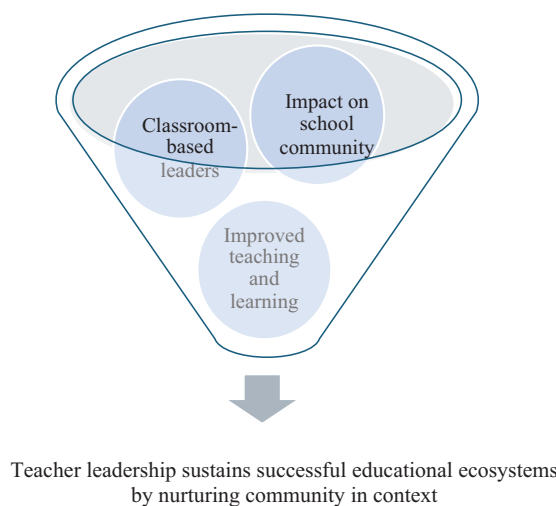 Classroom-
based
leaders
Impact on
school
community
Improved
teaching
and
learning
Teacher leadership sustains successful educational ecosystems
by nurturing community in context